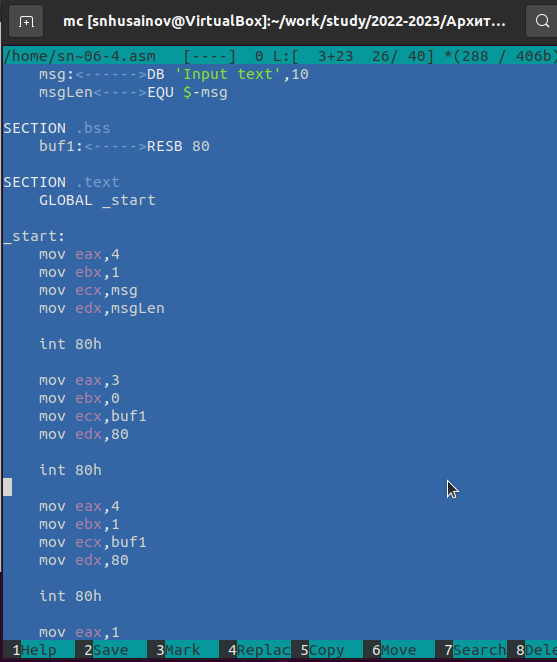 mc [snhusainov@VirtualBox]:~/work/study/2022-2023/Архит...
/home/sn~06-4.asm   [----]  0 L:[  3+23  26/ 40] *(288 / 406b)
    msg:<------>DB 'Input text',10
    msgLen<---->EQU $-msg
SECTION .bss
    buf1:<----->RESB 80
SECTION .text
    GLOBAL _start
_start:
    mov eax,4
    mov ebx,1
    mov ecx,msg
    mov edx,msgLen
    int 80h
    mov eax,3
    mov ebx,0
    mov ecx,buf1
    mov edx,80
    int 80h
    mov eax,4
    mov ebx,1
    mov ecx,buf1
    mov edx,80
    int 80h
    mov eax,1
1Help  2Save  3Mark  4Replac 5Copy  6Move  7Search 8Dele